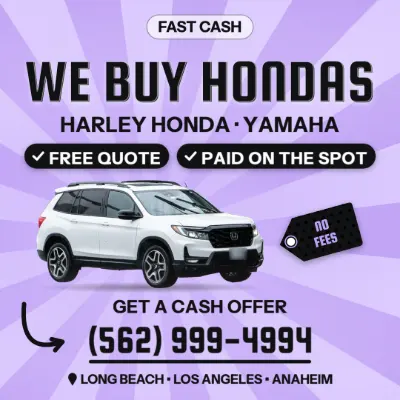 FAST CASH
WE BUY HONDAS
HARLEY HONDA • YAMAHA
FREE QUOTE
PAID ON THE SPOT
NO
FEES
GET A CASH OFFER
(562) 999-4994
LONG BEACH • LOS ANGELES • ANAHEIM